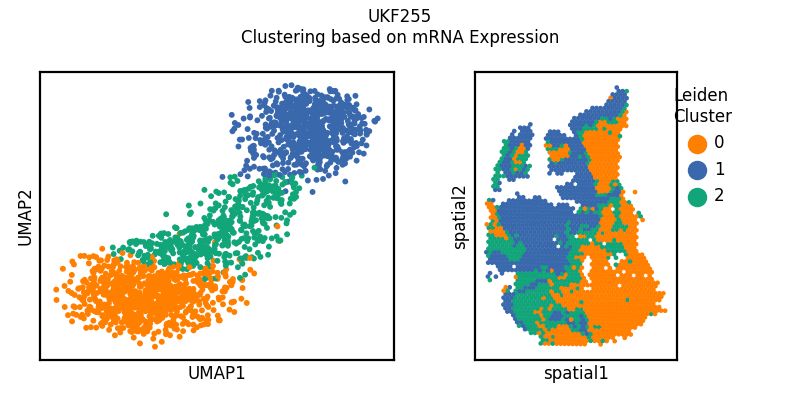 UKF255
Clustering based on mRNA Expression
UMAP2
UMAP1
spatial2
spatial1
Leiden
Cluster
0
1
2